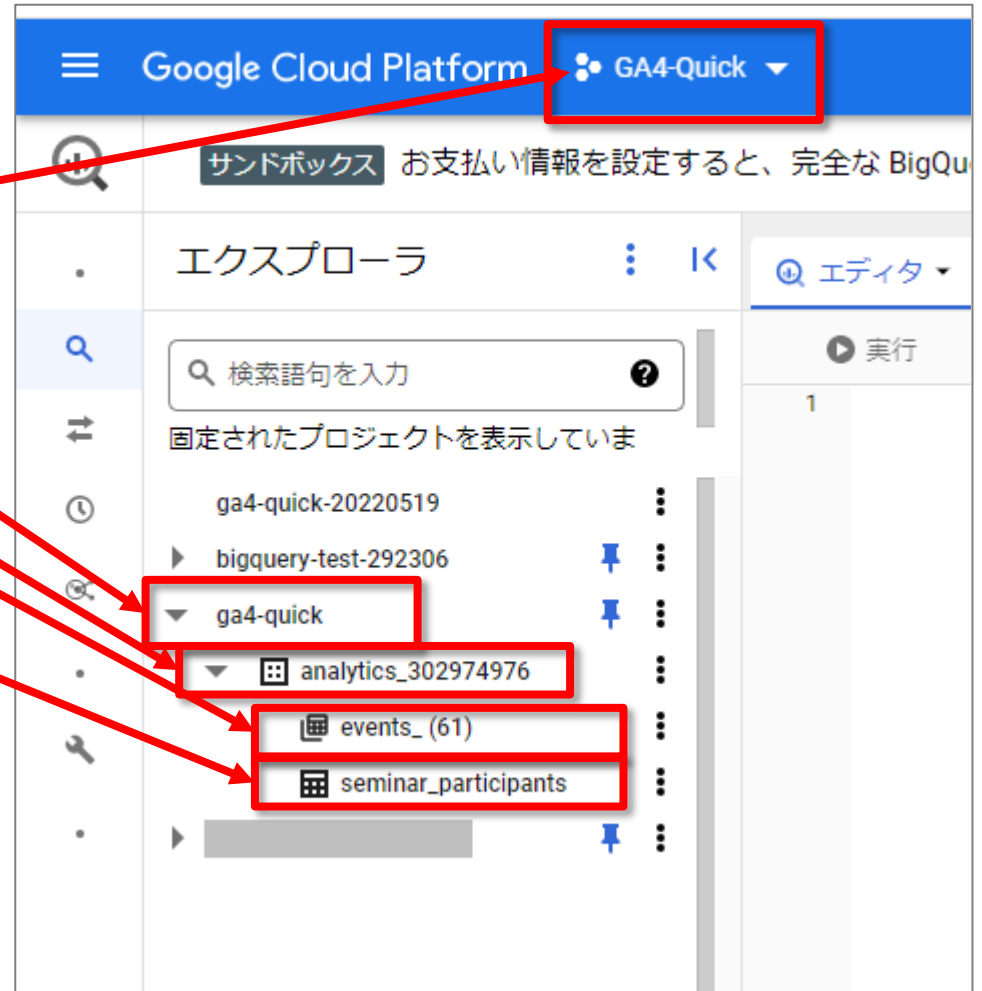 Google Cloud Platform GA4-Quick
サンドボックス お支払い情報を設定すると、完全な BigQu
エクスプローラ
エディタ
検索語句を入力
実行
1
固定されたプロジェクトを表示していま
ga4-quick-20220519
bigquery-test-292306
ga4-quick
analytics_302974976
events_ (61)
seminar_participants